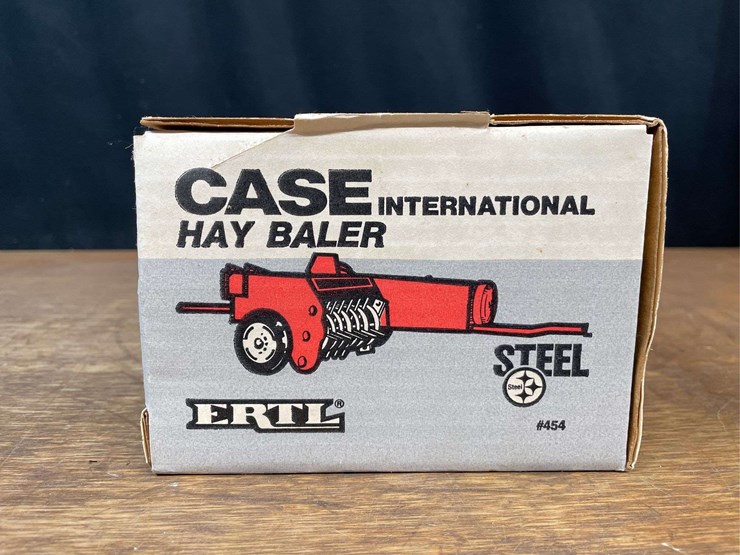 CASE INTERNATIONAL
HAY BALER
STEEL
Steel
ERTL®
#454